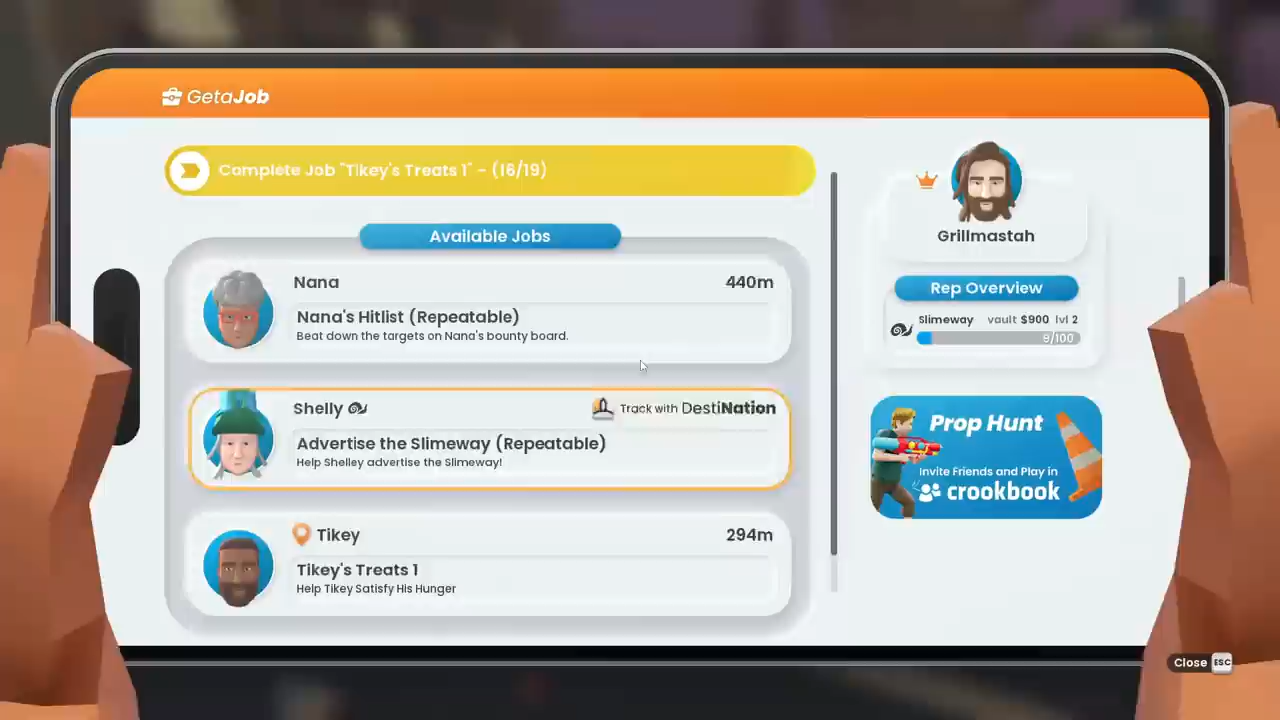 GetaJob
Complete Job "Tikey's Treats 1" - (16/19)
Available Jobs
Nana
440m
Nana's Hitlist (Repeatable)
Beat down the targets on Nana's bounty board.
Shelly
Track with DestiNation
Advertise the Slimeway (Repeatable)
Help Shelley advertise the Slimeway!
Tikey
294m
Tikey's Treats 1
Help Tikey Satisfy His Hunger
Grillmastah
Rep Overview
Slimeway vault $900 lvl 2
9/100
Prop Hunt
Invite Friends and Play in
crookbook
Close ESC